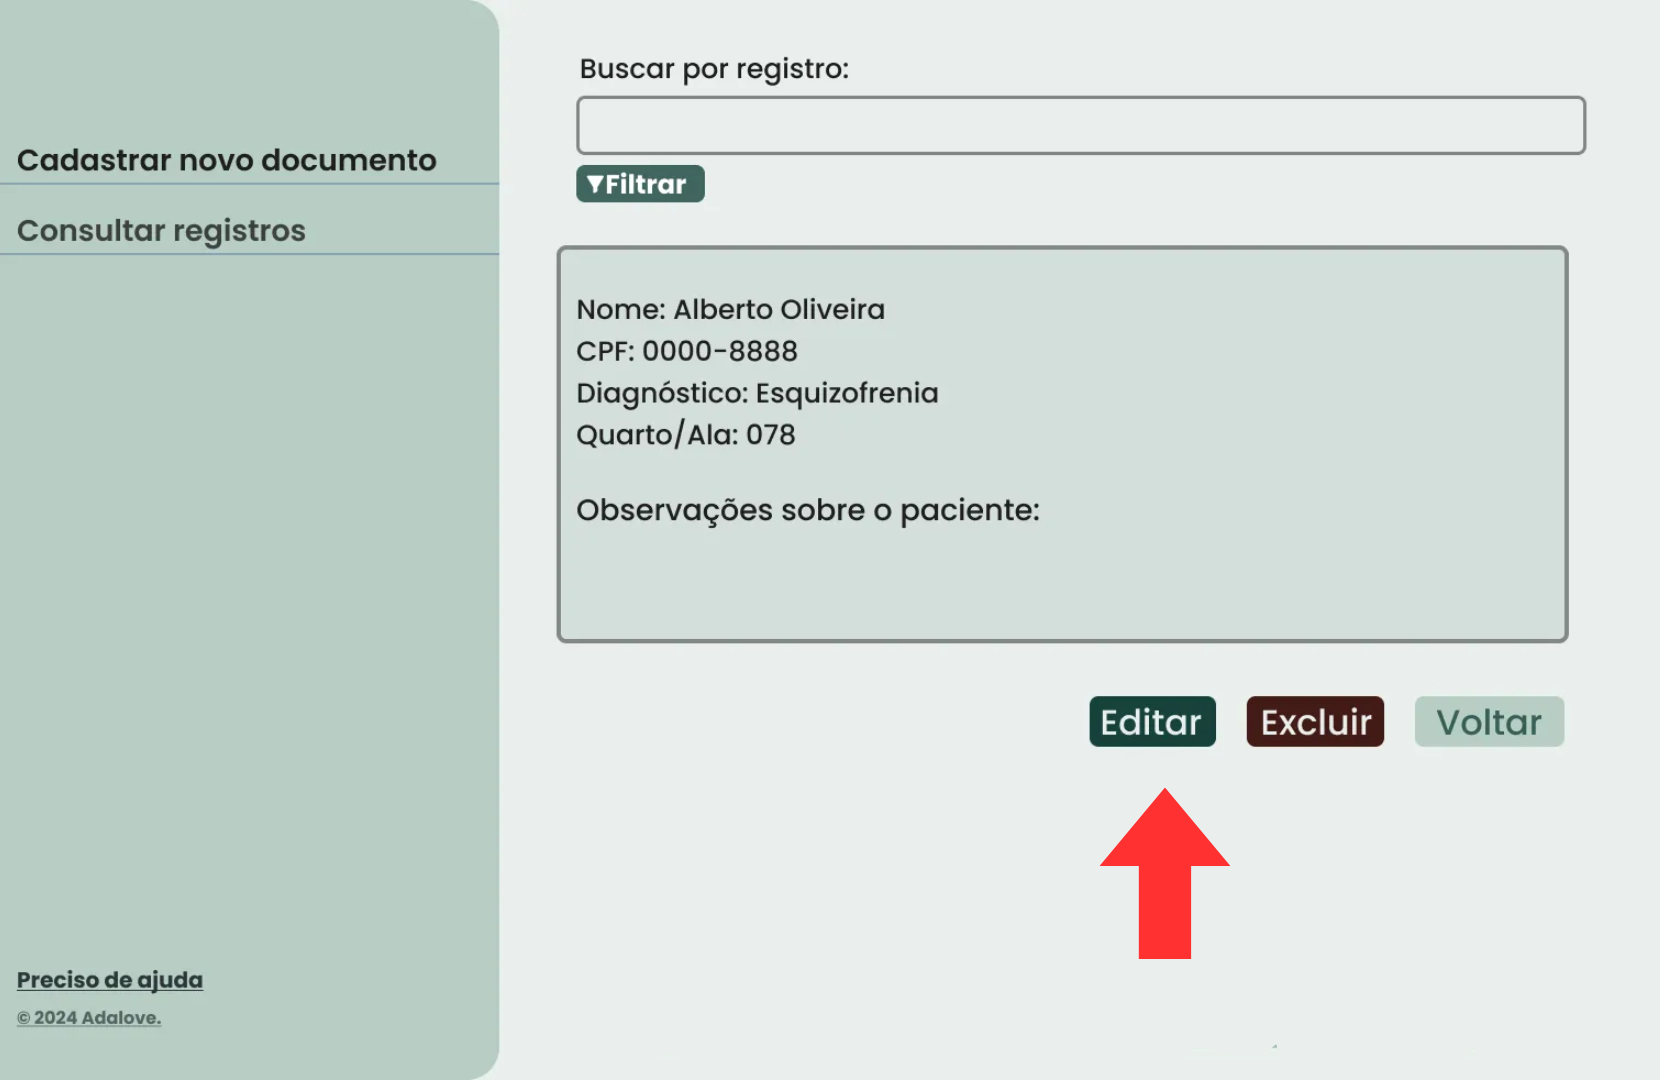 Cadastrar novo documento
Consultar registros
Preciso de ajuda
© 2024 Adalove.
Buscar por registro:
Filtrar
Nome: Alberto Oliveira
CPF: 0000-8888
Diagnóstico: Esquizofrenia
Quarto/Ala: 078
Observações sobre o paciente:
Editar
Excluir
Voltar